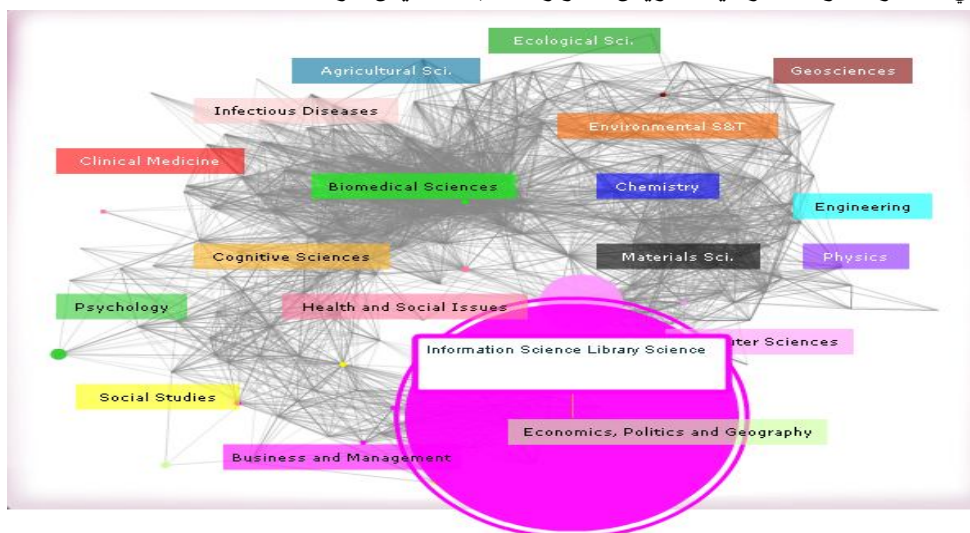 Ecological Sci.
Agricultural Sci.
Geosciences
Infectious Diseases
Environmental S&T
Clinical Medicine
Biomedical Sciences
Chemistry
Engineering
Cognitive Sciences
Materials Sci.
Physics
Psychology
Health and Social Issues
Information Science Library Science
Sciences
Social Studies
Economics, Politics and Geography
Business and Management